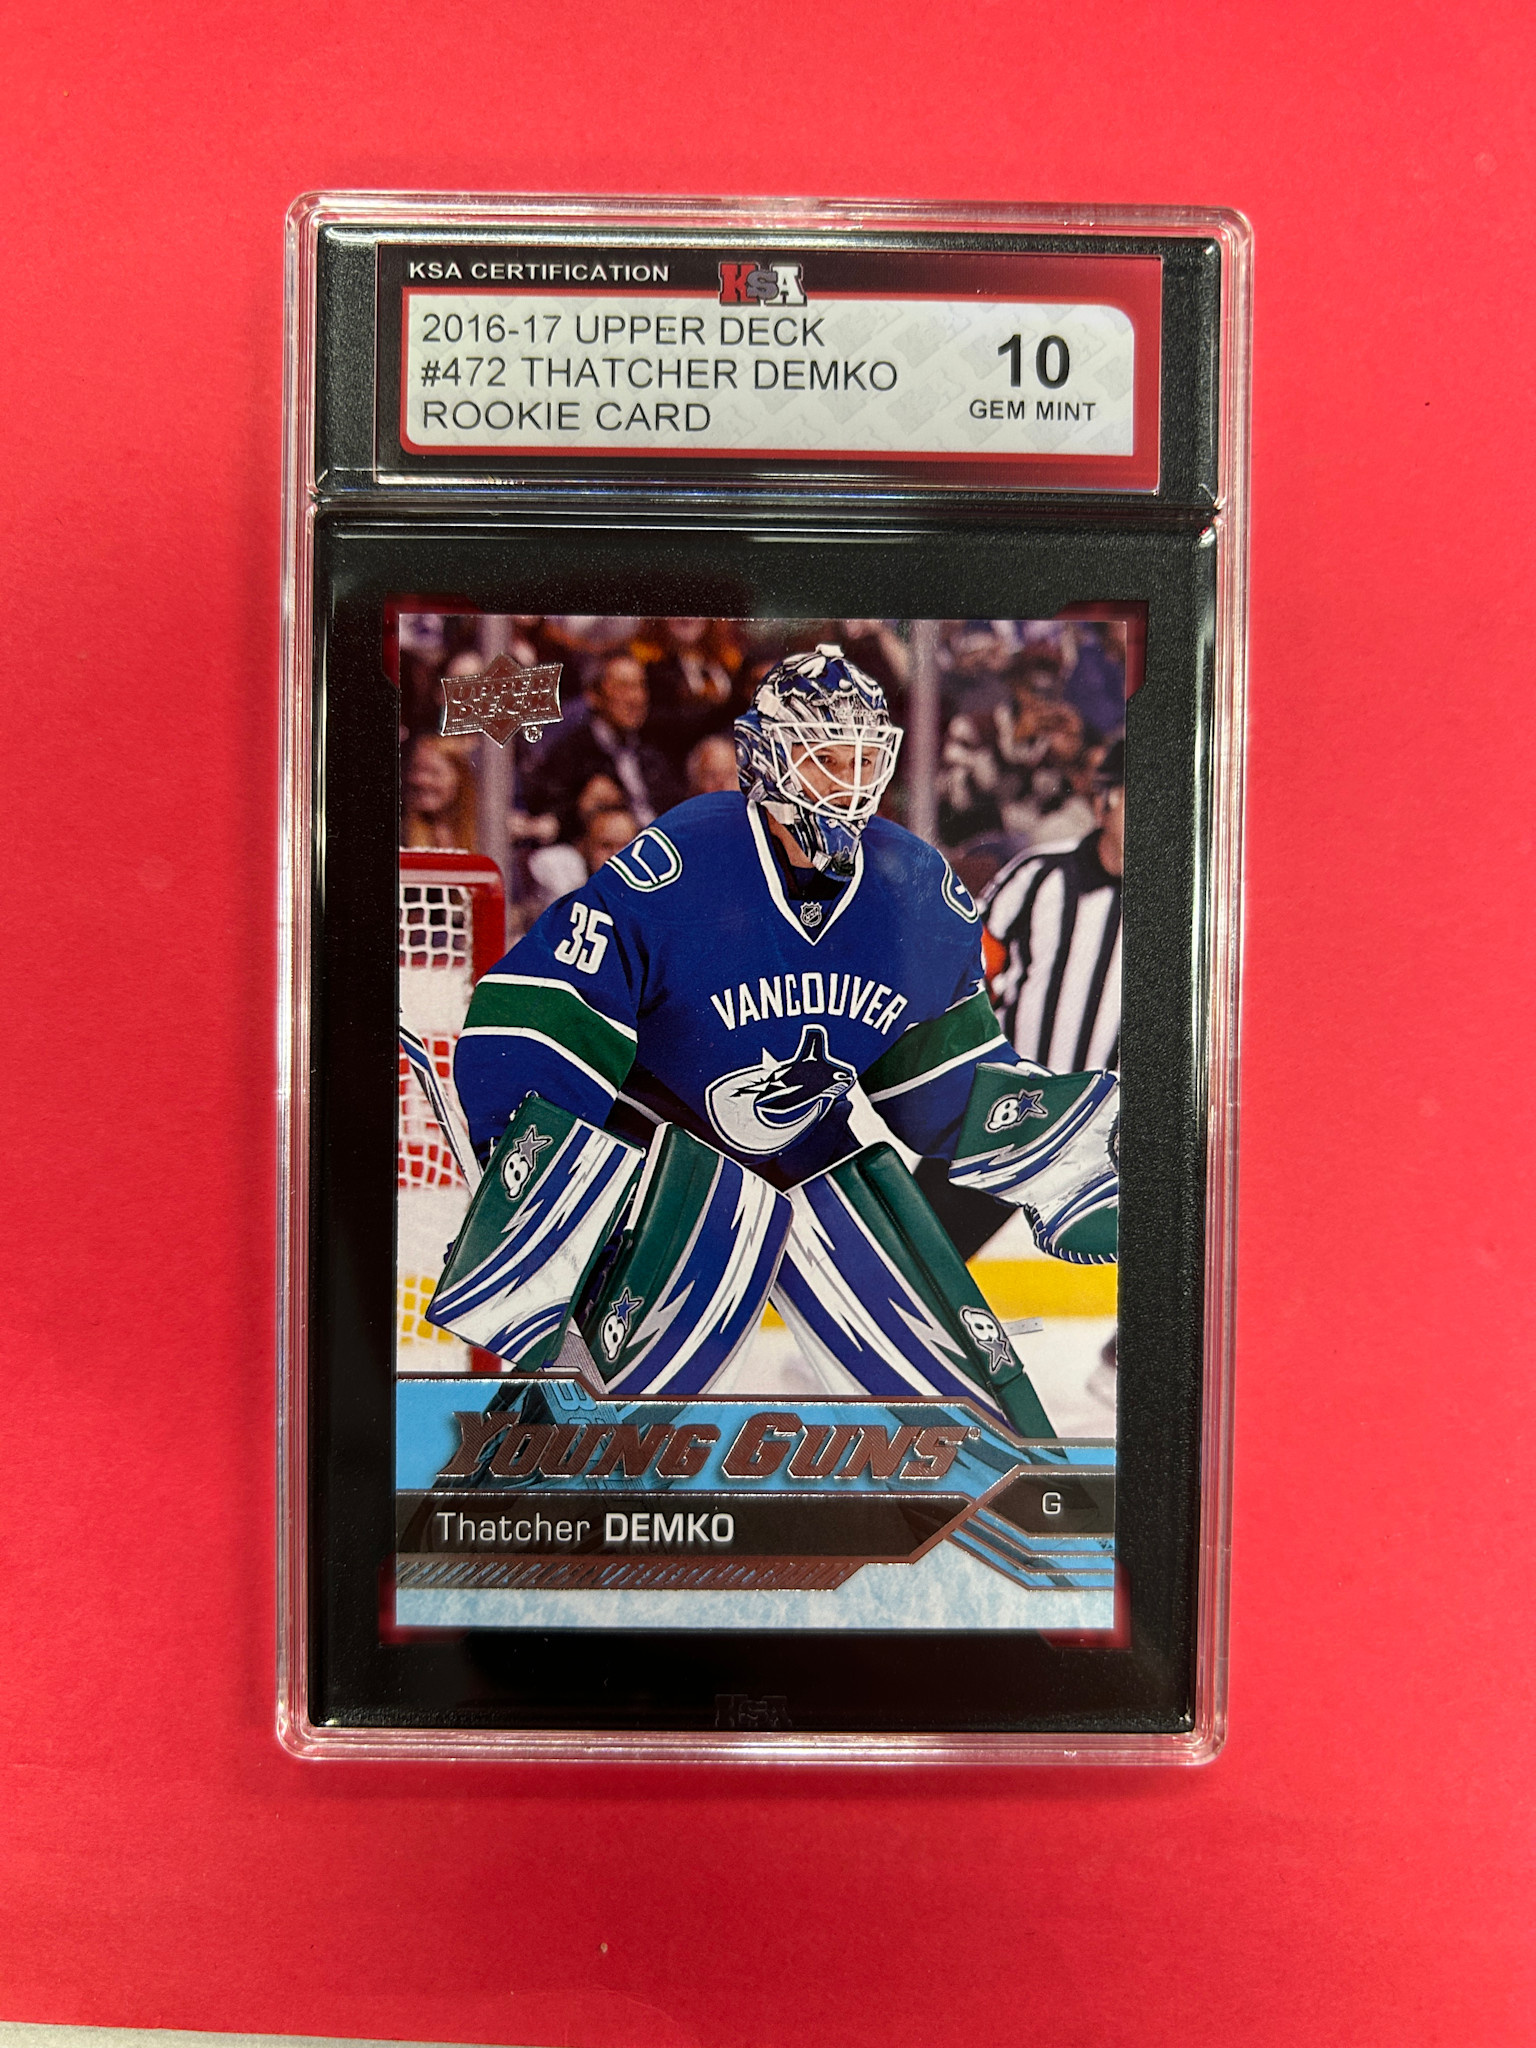 KSA CERTIFICATION KSA
2016-17 UPPER DECK
#472 THATCHER DEMKO
ROOKIE CARD
10
GEM MINT
UPPER
DECK
®
35
VANCOUVER
YOUNG GUNS®
Thatcher DEMKO
G
KSA